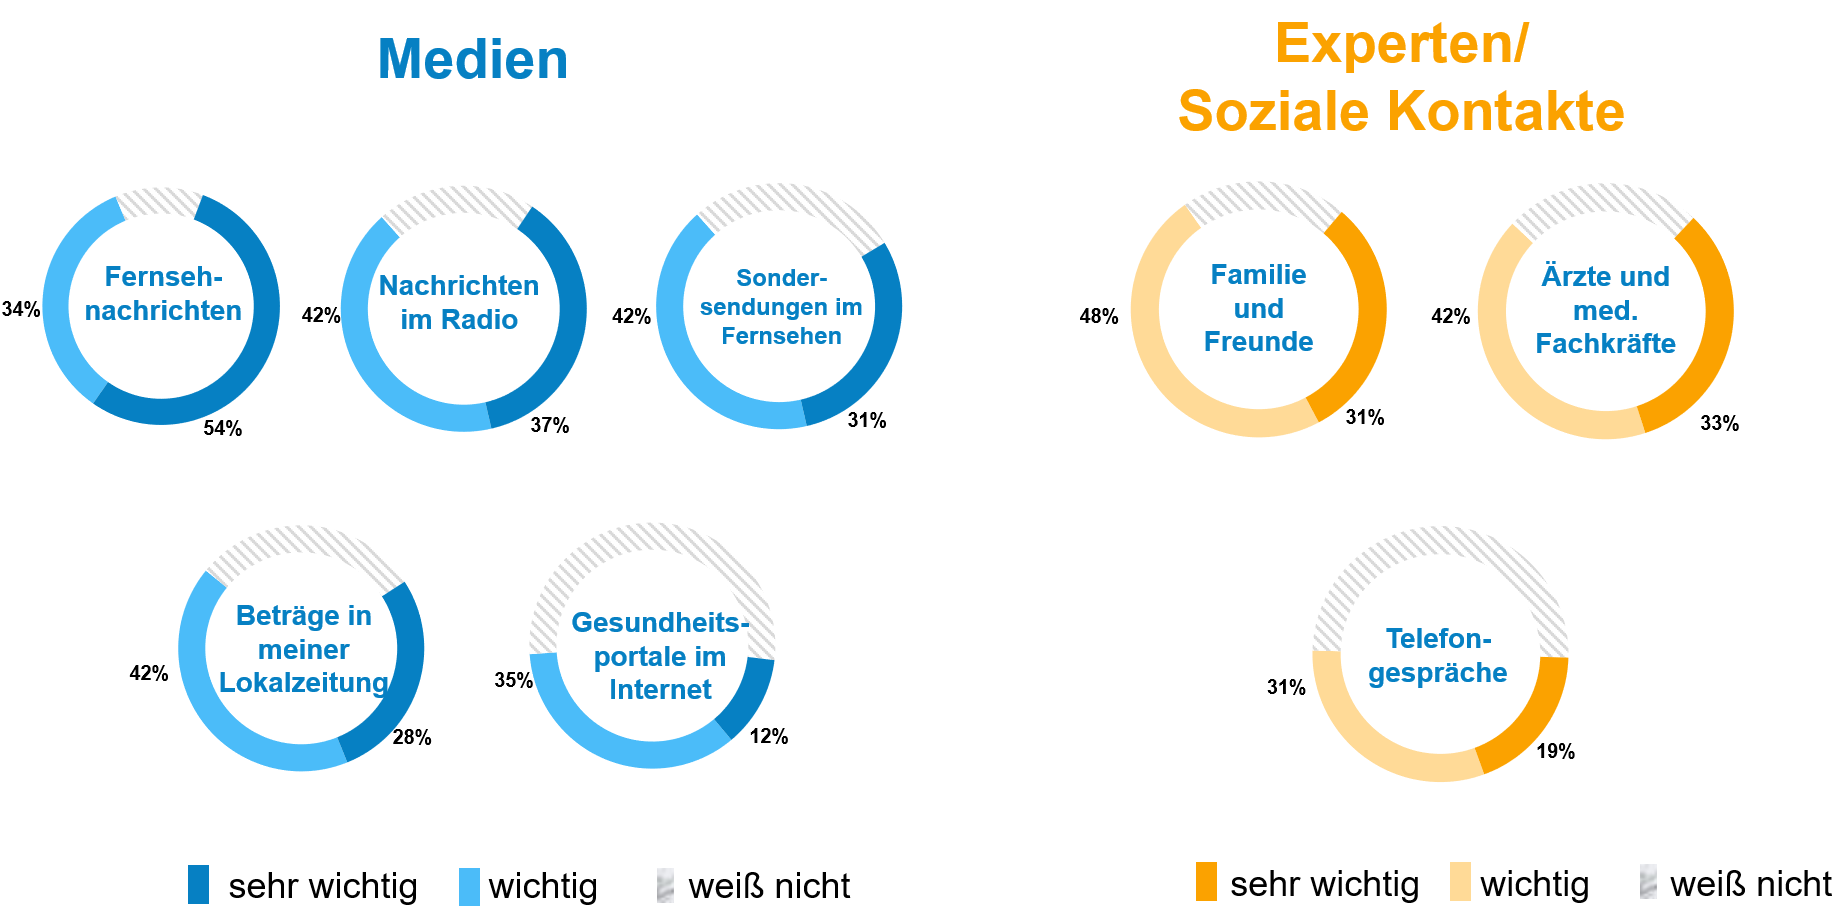 Medien
Experten/
Soziale Kontakte
Fernseh-
nachrichten
34%
54%
Nachrichten
im Radio
42%
37%
Sonder-
sendungen im
Fernsehen
42%
31%
Familie
und
Freunde
48%
31%
Ärzte und
med.
Fachkräfte
42%
33%
Beträge in
meiner
Lokalzeitung
42%
28%
Gesundheits-
portale im
Internet
35%
12%
Telefon-
gespräche
31%
19%
sehr wichtig wichtig weiß nicht
sehr wichtig wichtig weiß nicht